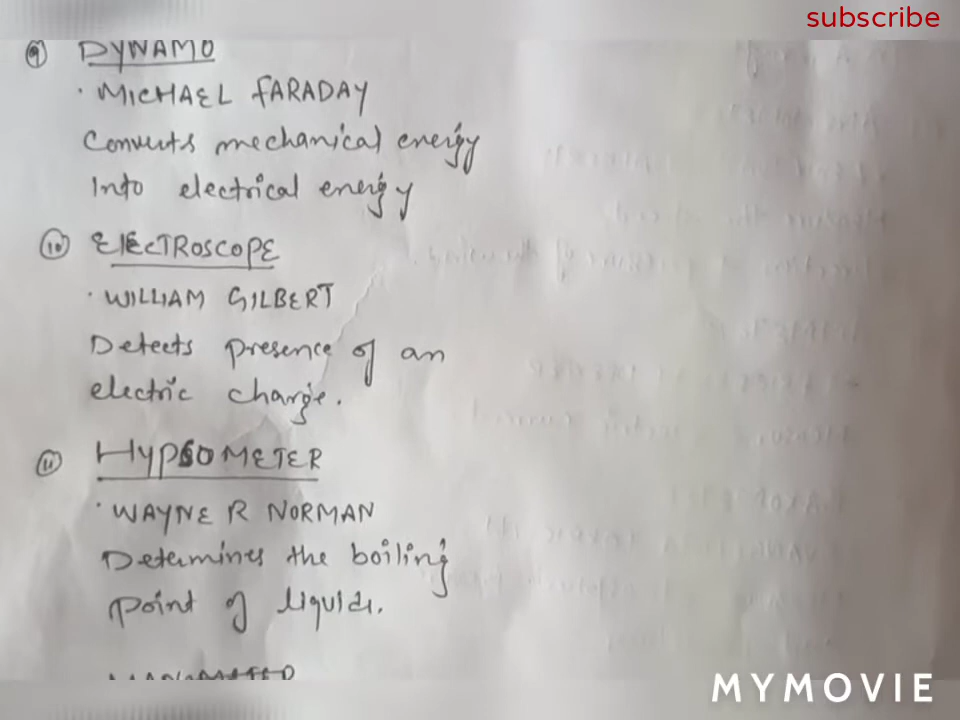 subscribe
9 DYNAMO
· MICHAEL FARADAY
Converts mechanical energy
Into electrical energy
10 ELECTROSCOPE
· WILLIAM GILBERT
Detects presence of an
electric charge.
11 HYPSOMETER
· WAYNE R NORMAN
Determines the boiling
point of liquids.
MYMOVIE